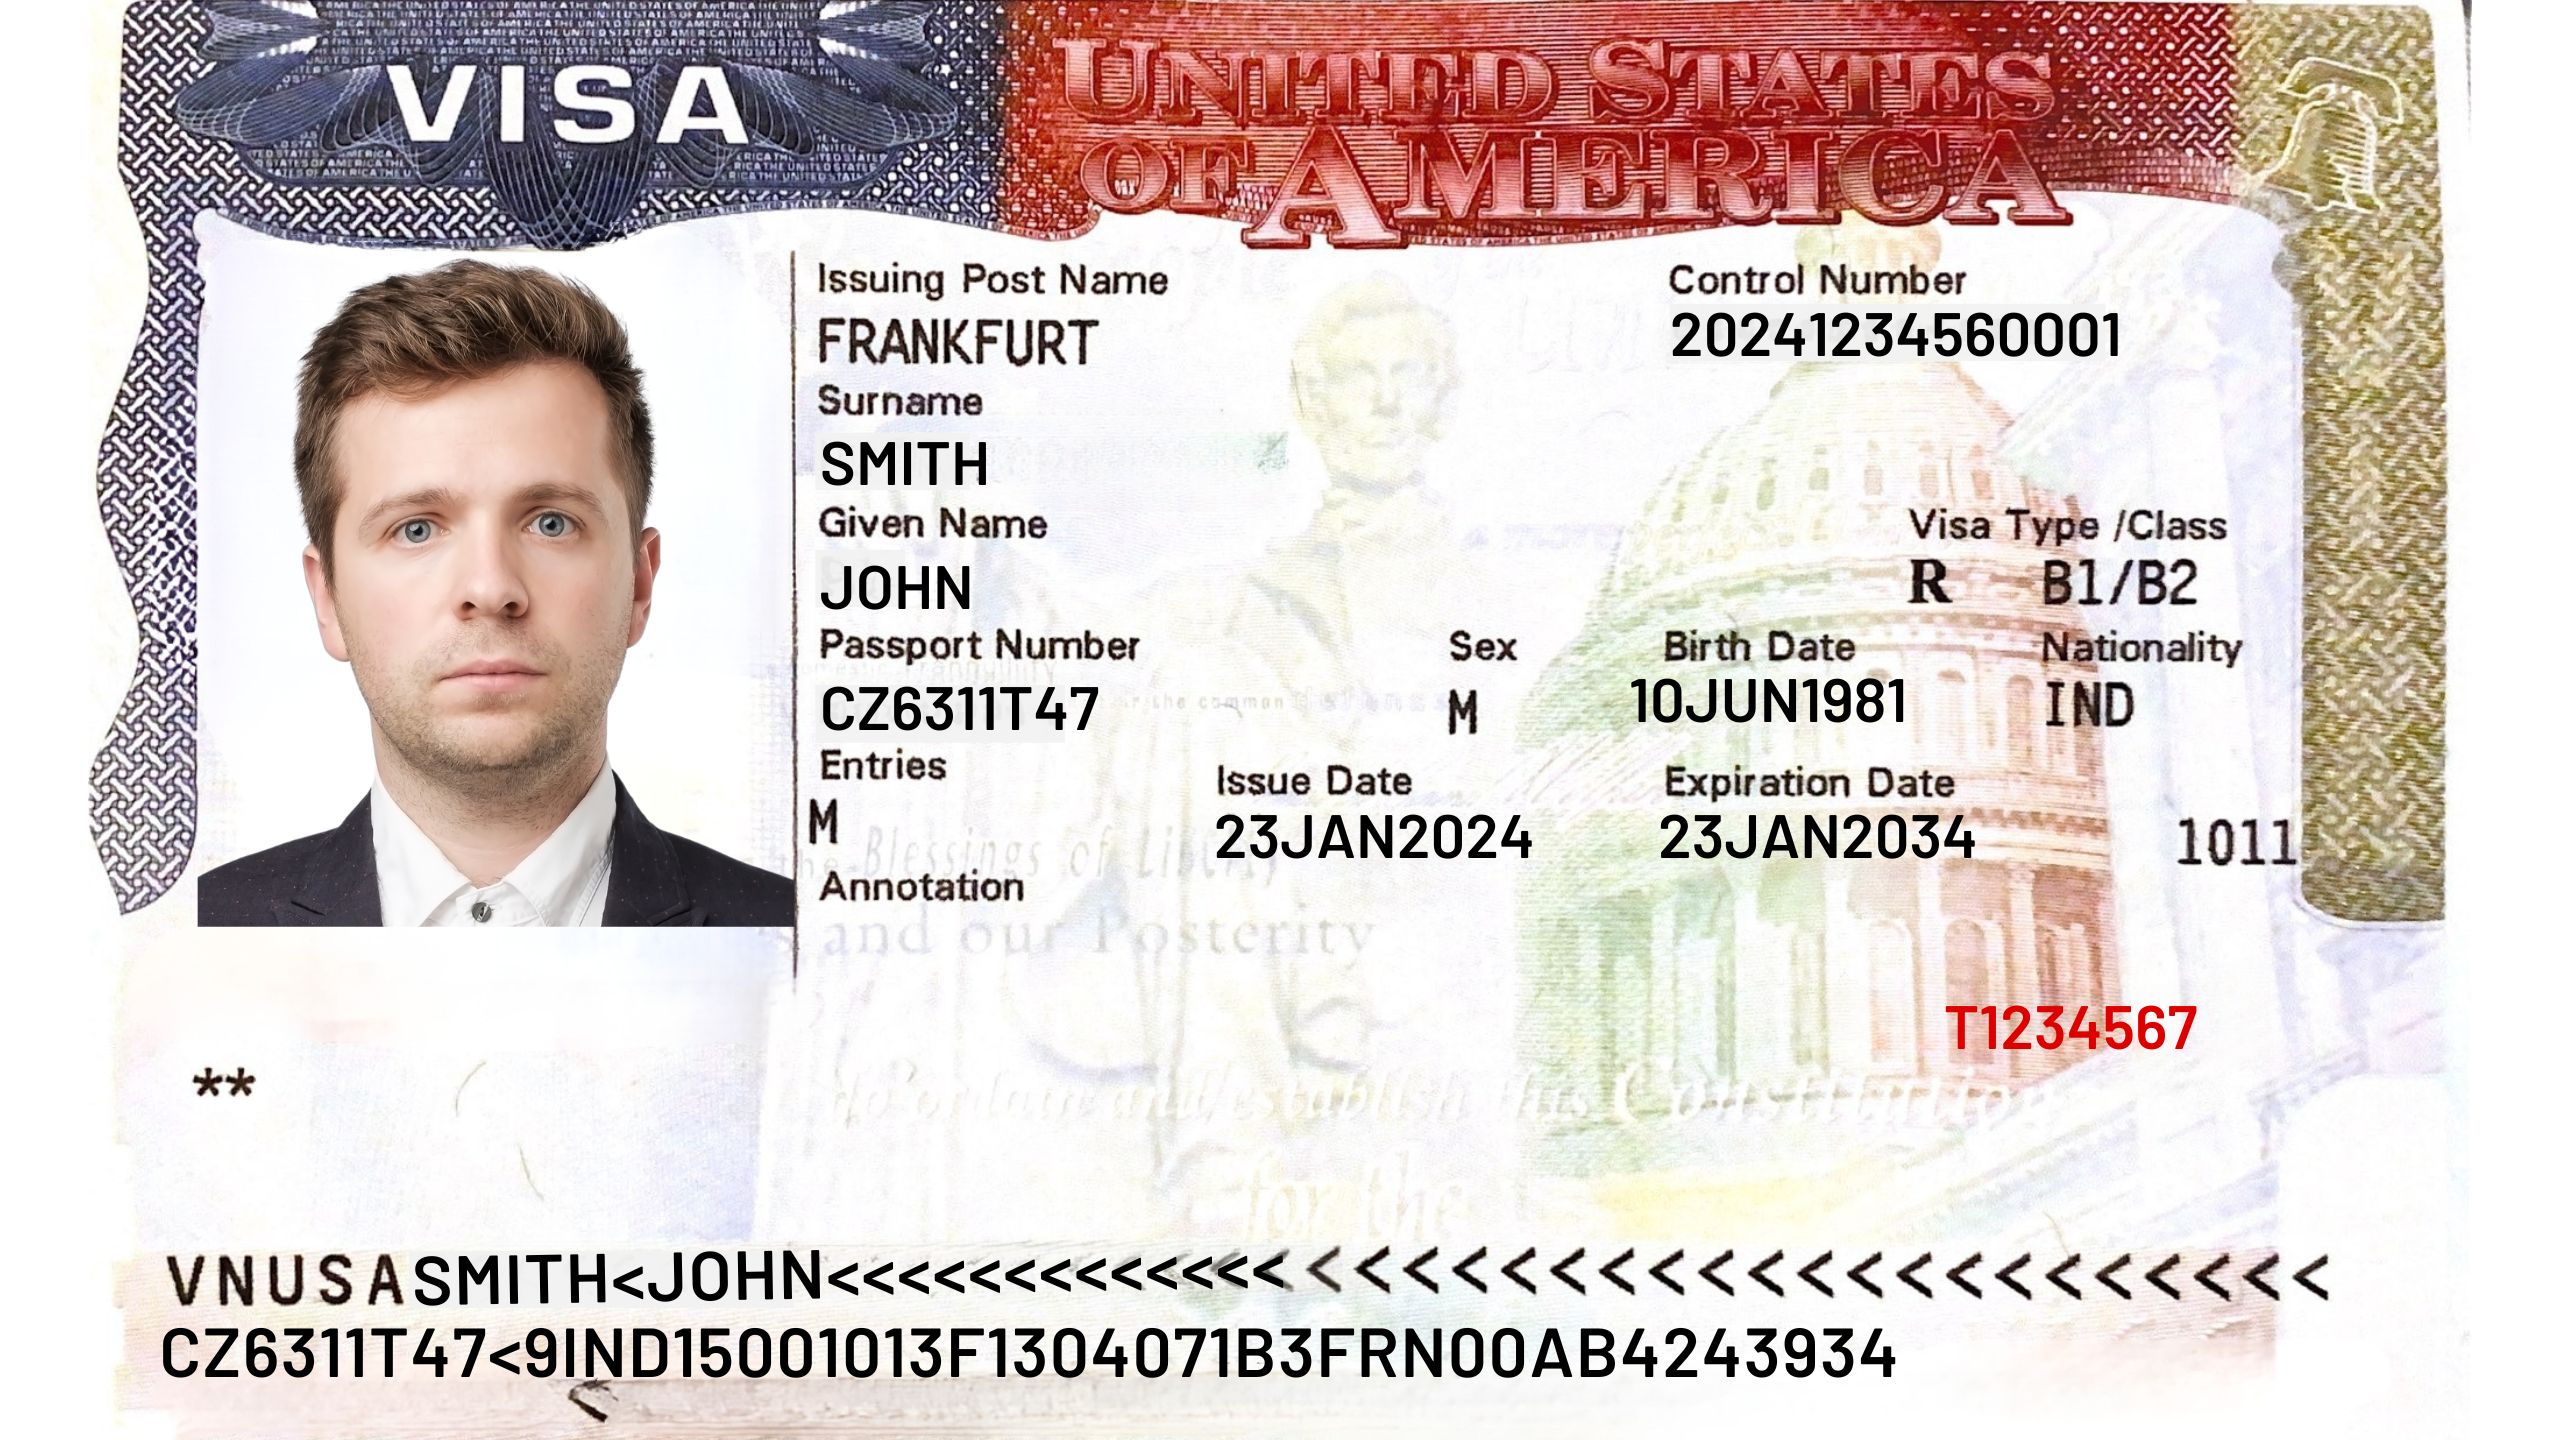 VISA
UNITED STATES
OF AMERICA
Issuing Post Name
FRANKFURT
Control Number
20241234560001
Surname
SMITH
Given Name
JOHN
Visa Type /Class
R B1/B2
Passport Number
CZ6311T47
Sex
M
Birth Date
10JUN1981
Nationality
IND
Entries
M
Issue Date
23JAN2024
Expiration Date
23JAN2034
1011
Blessings of Liberty
Annotation
and our Posterity
T1234567
**
do ordain and establish this Constitution
for the
VNUSASMITH<JOHN<<<<<<<<<<<<<<<<<<<<<<<<<<<<<
CZ6311T47<9IND15001013F1304071B3FRN00AB4243934